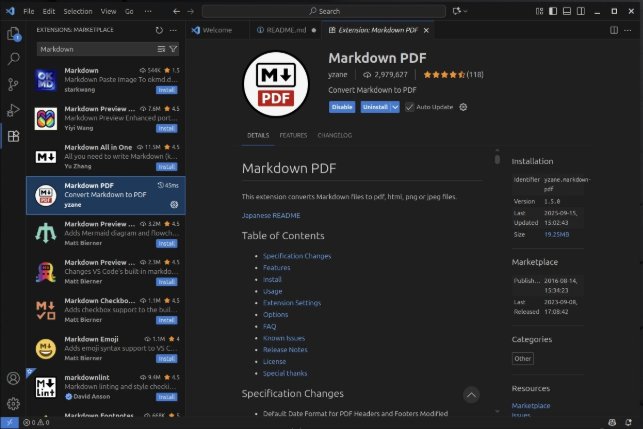 File Edit Selection View Go ...
Search
EXTENSIONS: MARKETPLACE
Markdown
Markdown 544K 1.5
Markdown Paste Image To okmd.d...
starkwang Install
Markdown Preview ... 7.6M 4.5
Markdown Preview Enhanced port...
Yiyi Wang Install
Markdown All in One 11.5M 4.5
All you need to write Markdown (k...
Yu Zhang Install
Markdown PDF 45ms
Convert Markdown to PDF
yzane
Markdown Preview ... 3.2M 4.5
Adds Mermaid diagram and flowch...
Matt Bierner Install
Markdown Preview ... 2.3M 4.5
Changes VS Code's built-in markdo...
Matt Bierner Install
Markdown Checkbo... 1.1M 4.5
Adds checkbox support to the buil...
Matt Bierner Install
Markdown Emoji 1.1M 4
Adds emoji syntax support to VS C...
Matt Bierner Install
markdownlint 9.4M 4.5
Markdown linting and style checki...
David Anson Install
Markdown Footnotes 668K 5
Welcome
README.md
Extension: Markdown PDF
Markdown PDF
yzane 2,979,627 (118)
Convert Markdown to PDF
Disable Uninstall Auto Update
M PDF
DETAILS FEATURES CHANGELOG
Markdown PDF
This extension converts Markdown files to pdf, html, png or jpeg files.
Japanese README
Table of Contents
Specification Changes
Features
Install
Usage
Extension Settings
Options
FAQ
Known Issues
Release Notes
License
Special thanks
Specification Changes
Default Date Format for PDF Headers and Footers Modified
Installation
Identifier yzane.markdown-pdf
Version 1.5.0
Last Updated 2025-09-15, 13:02:43
Size 19.25MB
Marketplace
Publish... 2016-08-14, 15:34:23
Last Released 2023-09-08, 17:08:42
Categories
Other
Resources
Marketplace
Issues
0 0